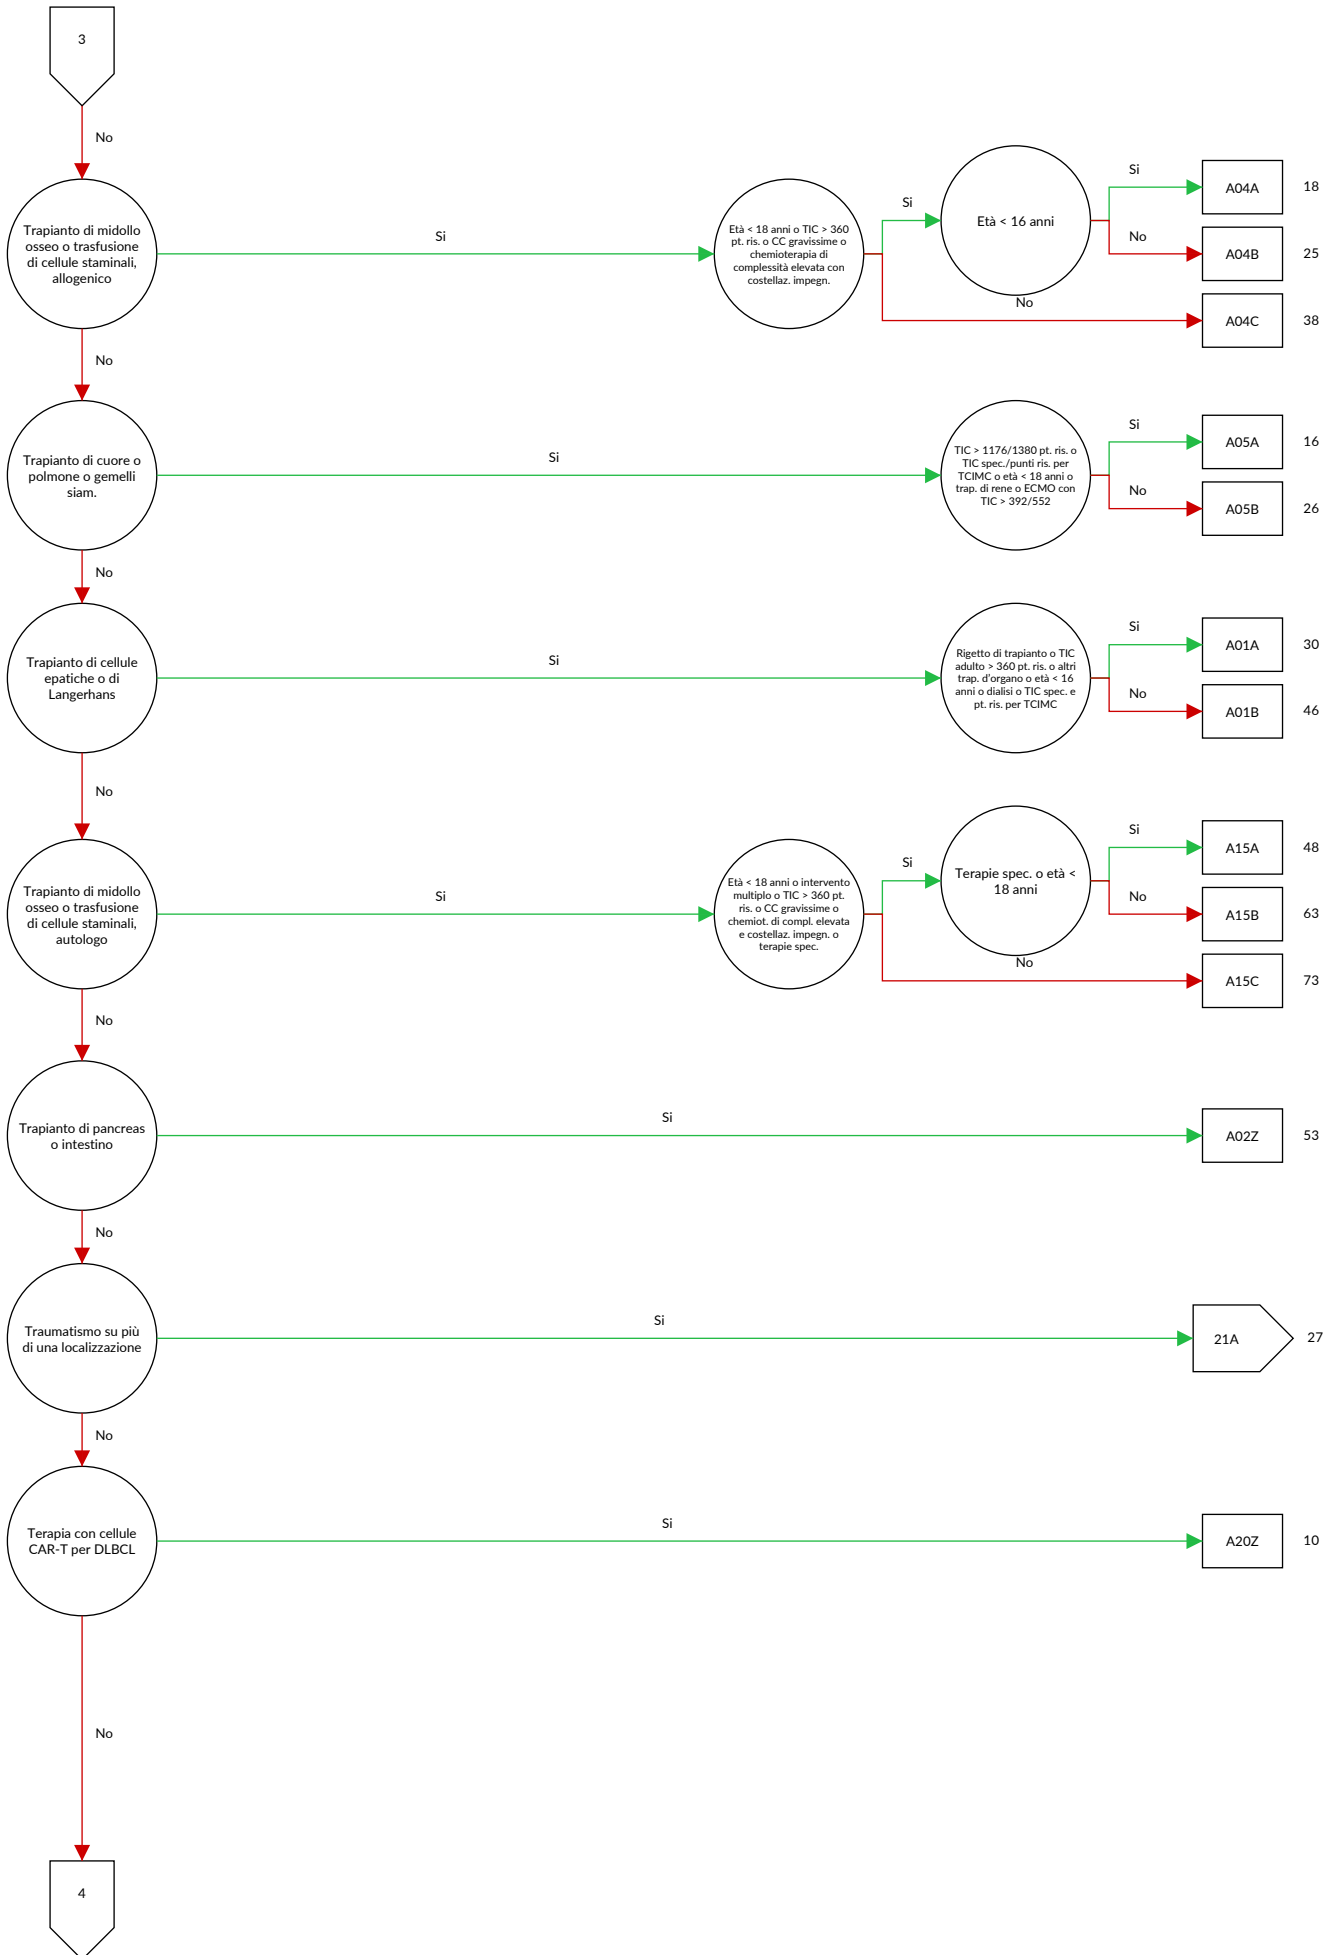 3
No
Trapianto di midollo
osseo o trasfusione
di cellule staminali,
allogenico
Si
Età < 18 anni o TIC > 360
pt. ris. o CC gravissime o
chemioterapia di
complessità elevata con
costellaz. impegn.
Si
Età < 16 anni
Si
A04A
18
No
A04B
25
No
A04C
38
No
Trapianto di cuore o
polmone o gemelli
siam.
Si
TIC > 1176/1380 pt. ris. o
TIC spec./punti ris. per
TCIMC o età < 18 anni o
trap. di rene o ECMO con
TIC > 392/552
Si
A05A
16
No
A05B
26
No
Trapianto di cellule
epatiche o di
Langerhans
Si
Rigetto di trapianto o TIC
adulto > 360 pt. ris. o altri
trap. d'organo o età < 16
anni o dialisi o TIC spec. e
pt. ris. per TCIMC
Si
A01A
30
No
A01B
46
No
Trapianto di midollo
osseo o trasfusione
di cellule staminali,
autologo
Si
Età < 18 anni o intervento
multiplo o TIC > 360 pt.
ris. o CC gravissime o
chemiot. di compl. elevata
e costellaz. impegn. o
terapie spec.
Si
Terapie spec. o età <
18 anni
Si
A15A
48
No
A15B
63
No
A15C
73
No
Trapianto di pancreas
o intestino
Si
A02Z
53
No
Traumatismo su più
di una localizzazione
Si
21A
27
No
Terapia con cellule
CAR-T per DLBCL
Si
A20Z
10
No
4